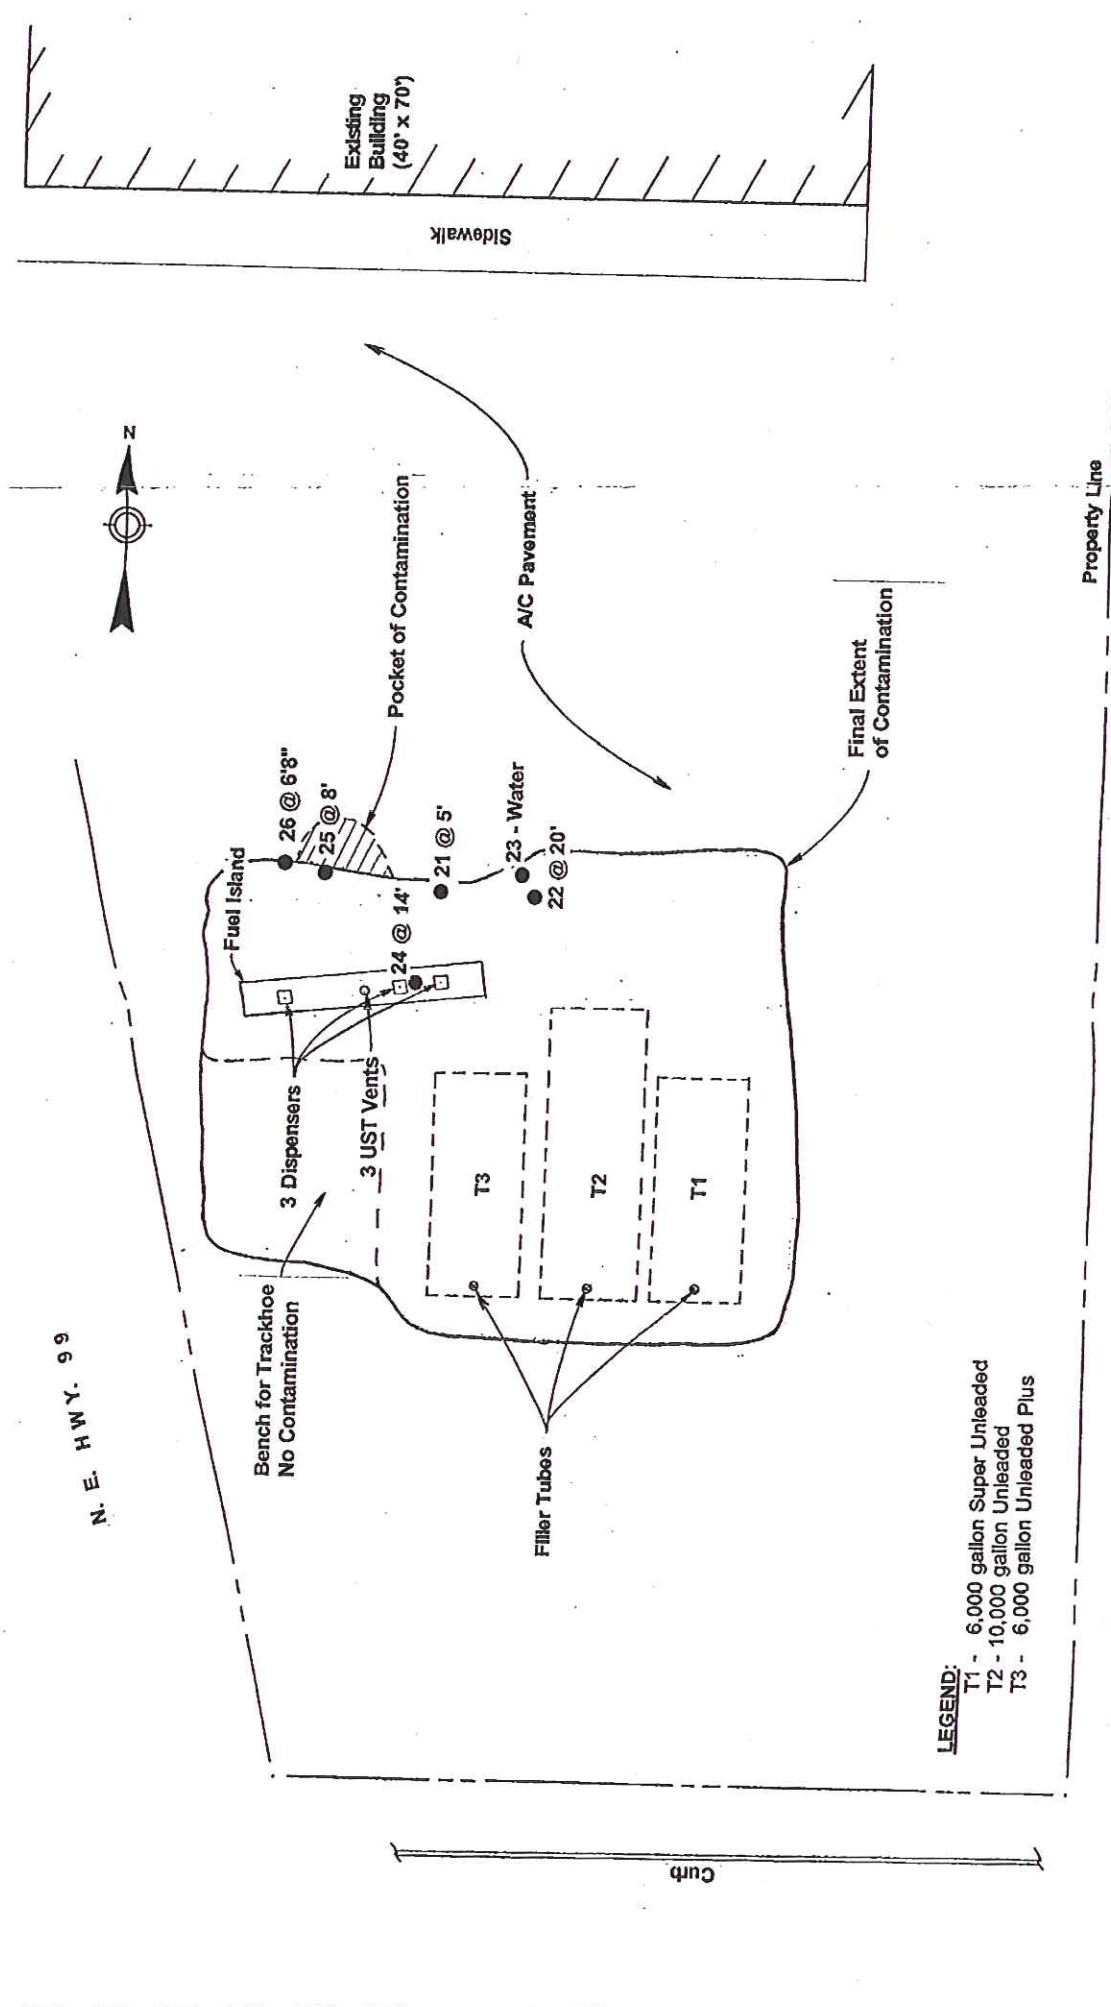 N. E. HWY. 99
N
Existing
Building
(40' x 70')
Sidewalk
A/C Pavement
Pocket of Contamination
Fuel Island
26 @ 6'8"
25 @ 8'
24 @ 14'
21 @ 5'
23 - Water
22 @ 20'
3 Dispensers
3 UST Vents
Bench for Trackhoe
No Contamination
T3
T2
T1
Filler Tubes
Final Extent
of Contamination
Property Line
Curb
LEGEND:
T1 - 6,000 gallon Super Unleaded
T2 - 10,000 gallon Unleaded
T3 - 6,000 gallon Unleaded Plus